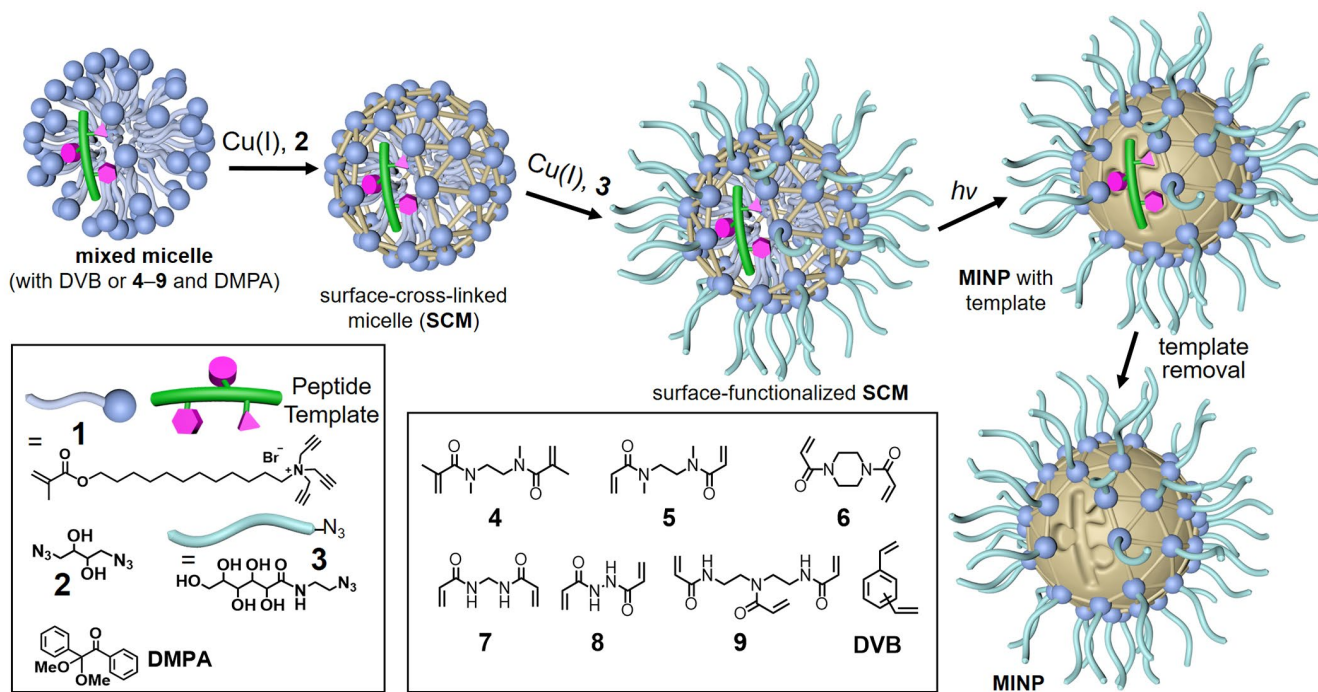 Cu(I), 2
mixed micelle
(with DVB or 4–9 and DMPA)
surface-cross-linked
micelle (SCM)
Cu(I), 3
surface-functionalized SCM
hν
MINP with
template
template
removal
MINP
1
Peptide
Template
=
Br⁻
O
O
N
+
OH
N₃
N₃
OH
2
N₃
3
=
OH
OH
O
HO
N₃
N
H
OH
OH
OH
O
MeO
OMe
DMPA
O
N
N
O
4
O
N
N
O
5
O
N
N
O
6
O
N
H
N
H
O
7
O
H
N
N
H
O
8
O
H
N
N
H
N
O
O
9
DVB